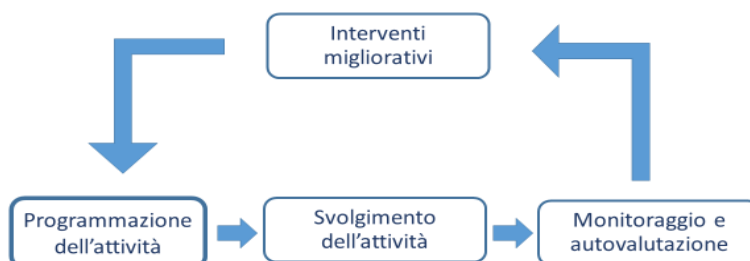 Interventi
migliorativi
Programmazione
dell'attività
Svolgimento
dell'attività
Monitoraggio e
autovalutazione